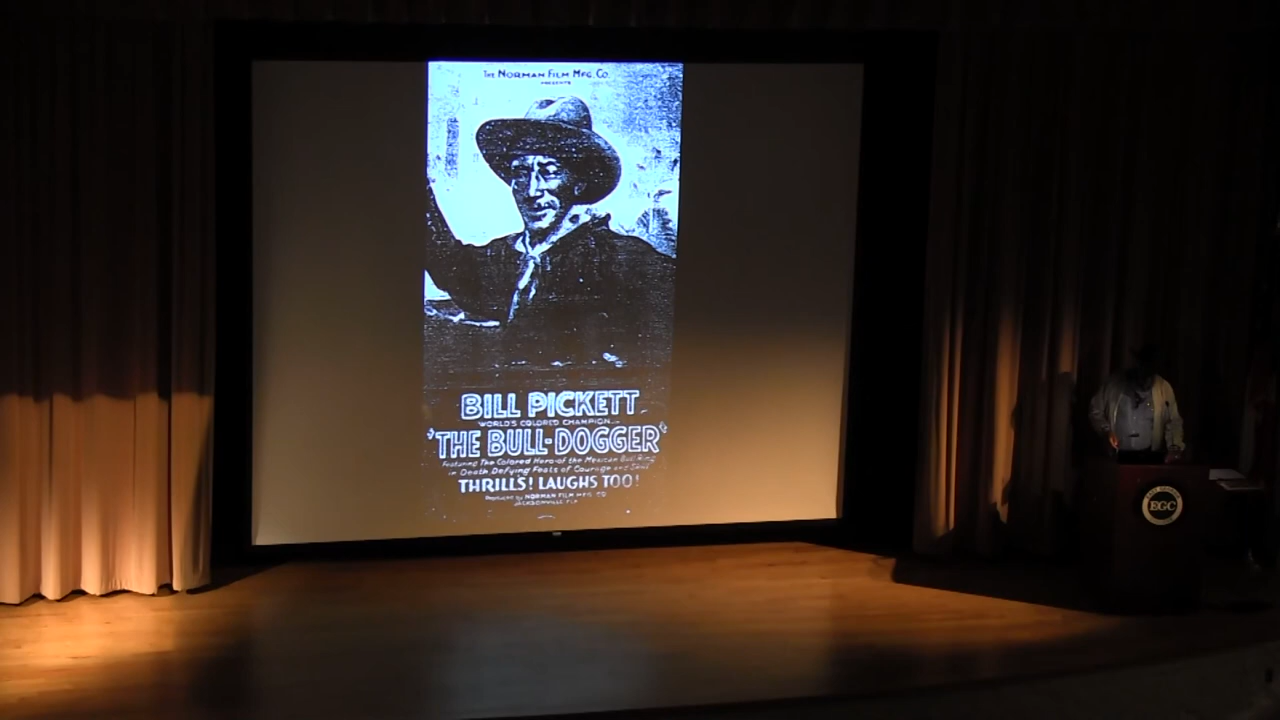 THE NORMAN FILM MFG. CO.
PRESENTS
BILL PICKETT
WORLD'S COLORED CHAMPION...
'THE BULL-DOGGER'
Featuring The Colored Hero of the Mexican Bull Ring
in Death Defying Feats of Courage and Skill
THRILLS! LAUGHS TOO!
Produced by NORMAN FILM MFG. CO.
JACKSONVILLE, FLA.
EGC